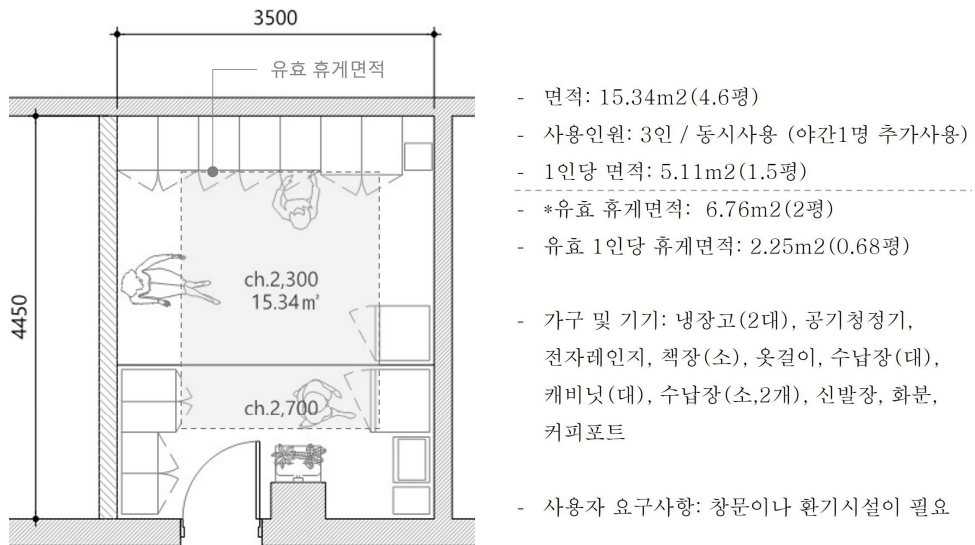 3500
유효 휴게면적
4450
ch.2,300
15.34㎡
ch.2,700
- 면적: 15.34m2(4.6평)
- 사용인원: 3인 / 동시사용 (야간1명 추가사용)
- 1인당 면적: 5.11m2(1.5평)
- *유효 휴게면적: 6.76m2(2평)
- 유효 1인당 휴게면적: 2.25m2(0.68평)
- 가구 및 기기: 냉장고(2대), 공기청정기,
전자레인지, 책장(소), 옷걸이, 수납장(대),
캐비닛(대), 수납장(소,2개), 신발장, 화분,
커피포트
- 사용자 요구사항: 창문이나 환기시설이 필요